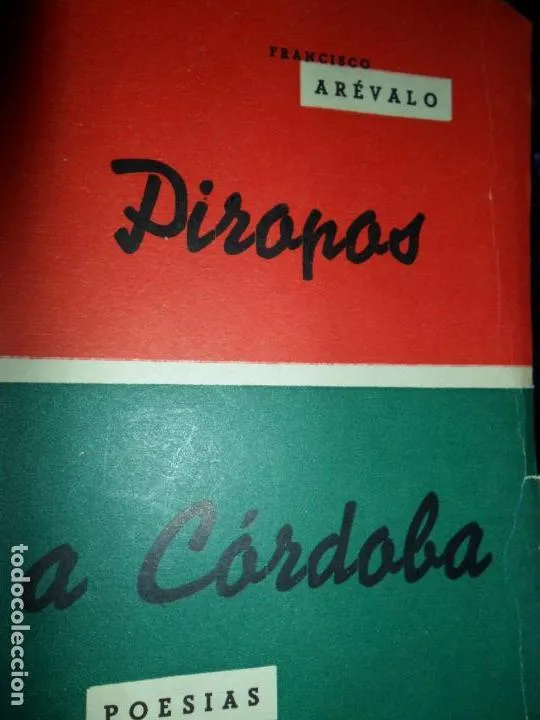 FRANCISCO
ARÉVALO
Piropos
a Córdoba
POESIAS
todocoleccion